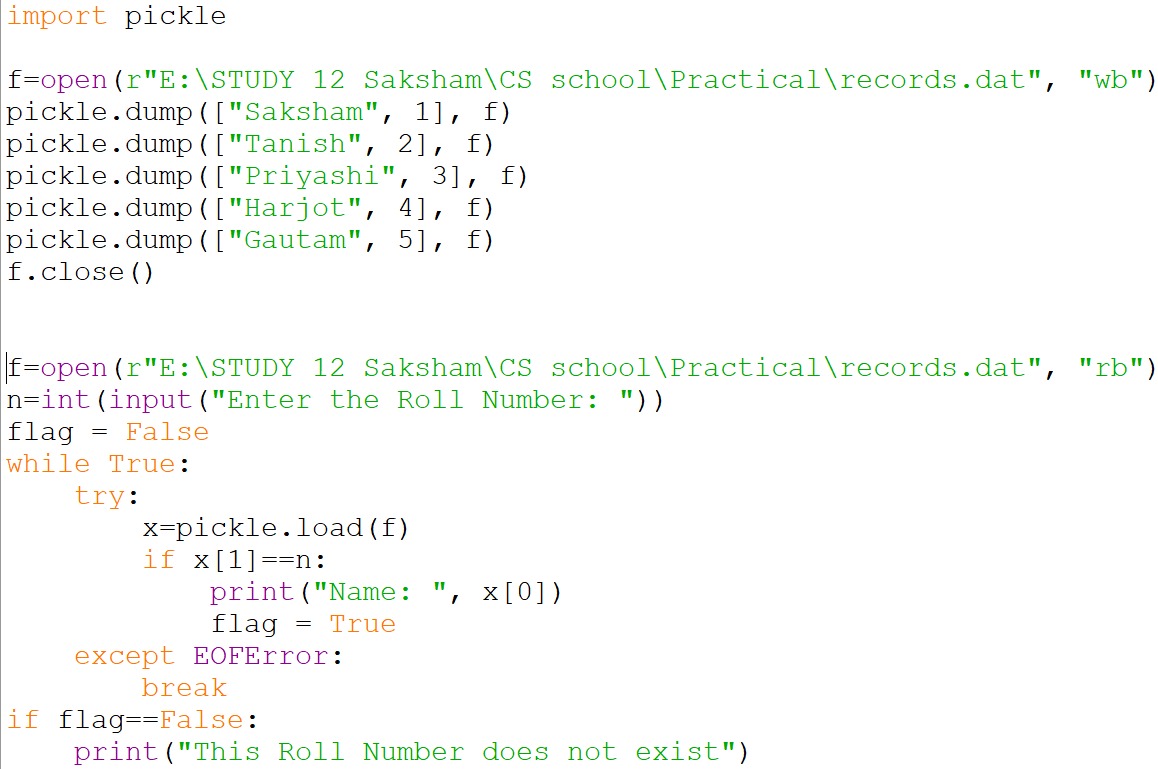 import pickle

f=open(r"E:\STUDY 12 Saksham\CS school\Practical\records.dat", "wb")
pickle.dump(["Saksham", 1], f)
pickle.dump(["Tanish", 2], f)
pickle.dump(["Priyashi", 3], f)
pickle.dump(["Harjot", 4], f)
pickle.dump(["Gautam", 5], f)
f.close()


f=open(r"E:\STUDY 12 Saksham\CS school\Practical\records.dat", "rb")
n=int(input("Enter the Roll Number: "))
flag = False
while True:
    try:
        x=pickle.load(f)
        if x[1]==n:
            print("Name: ", x[0])
            flag = True
    except EOFError:
        break
if flag==False:
    print("This Roll Number does not exist")